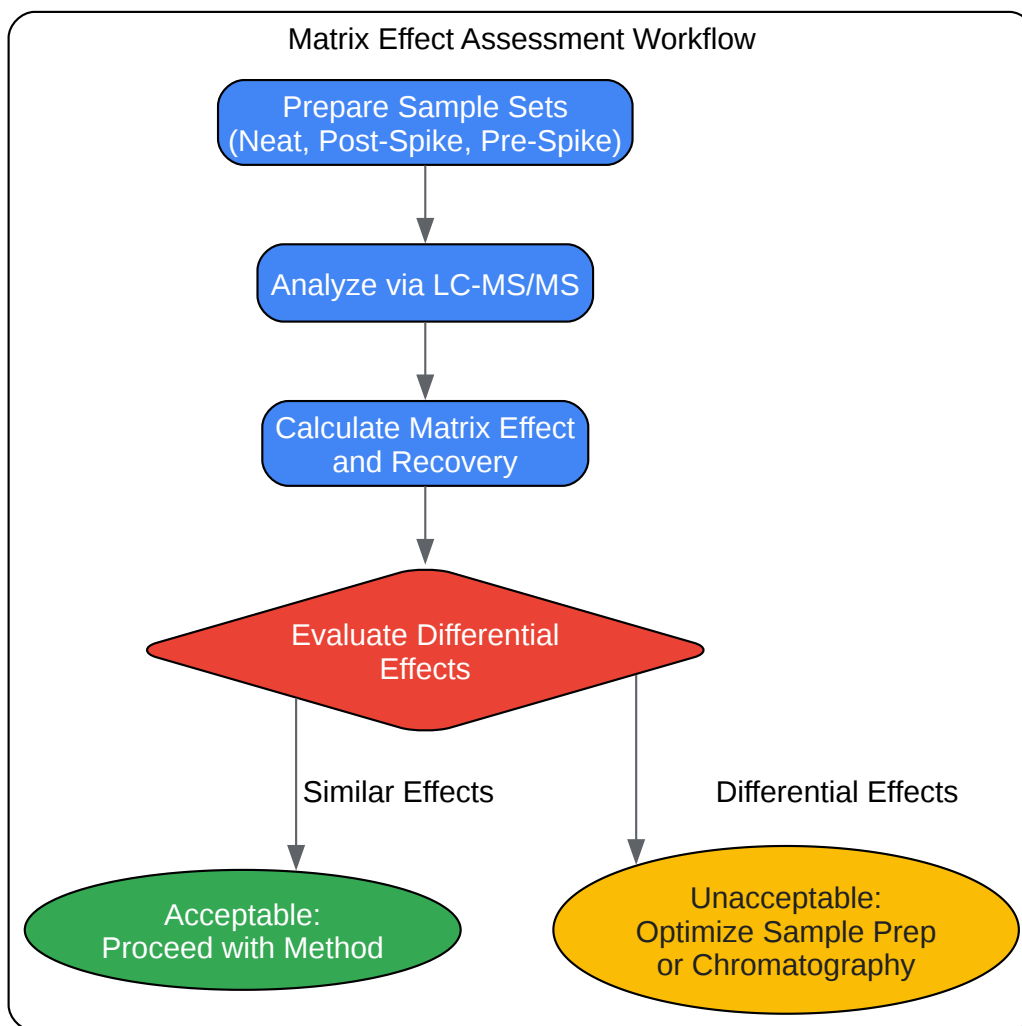 Matrix Effect Assessment Workflow
Prepare Sample Sets
(Neat, Post-Spike, Pre-Spike)
Analyze via LC-MS/MS
Calculate Matrix Effect
and Recovery
Evaluate Differential
Effects
Similar Effects
Differential Effects
Acceptable:
Proceed with Method
Unacceptable:
Optimize Sample Prep
or Chromatography